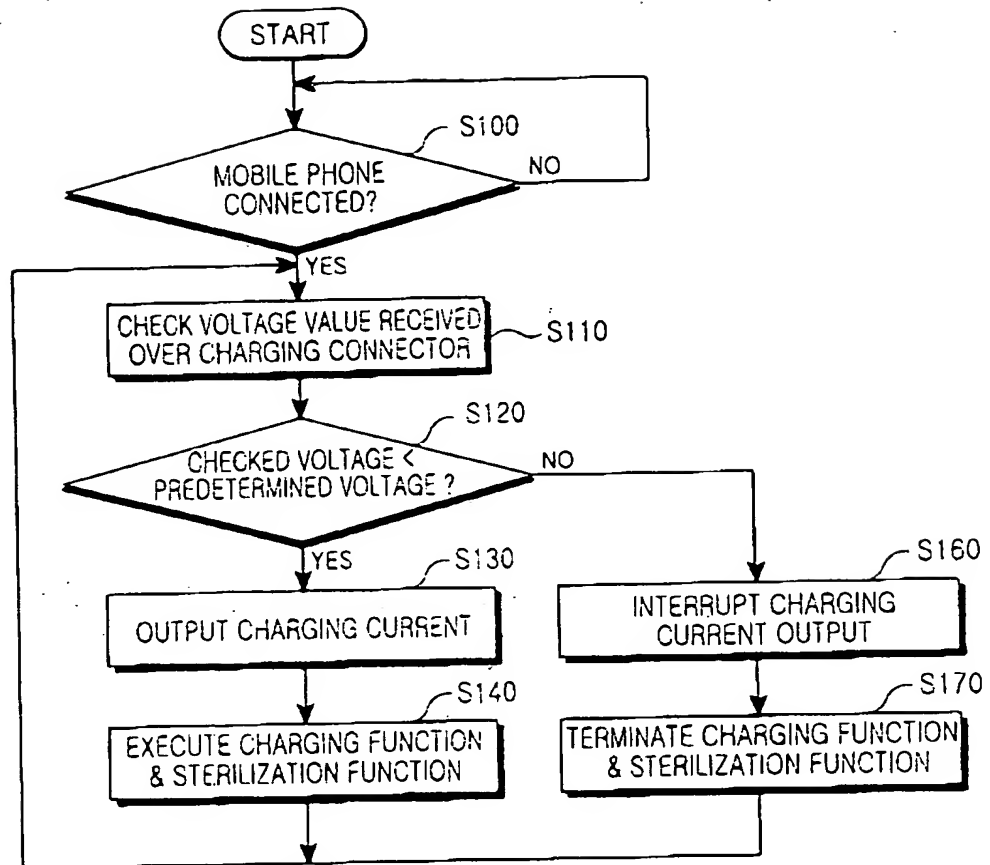 START
S100
MOBILE PHONE
CONNECTED?
NO
YES
CHECK VOLTAGE VALUE RECEIVED
OVER CHARGING CONNECTOR
S110
S120
CHECKED VOLTAGE <
PREDETERMINED VOLTAGE ?
NO
YES
S130
OUTPUT CHARGING CURRENT
S160
INTERRUPT CHARGING
CURRENT OUTPUT
S140
EXECUTE CHARGING FUNCTION
& STERILIZATION FUNCTION
S170
TERMINATE CHARGING FUNCTION
& STERILIZATION FUNCTION